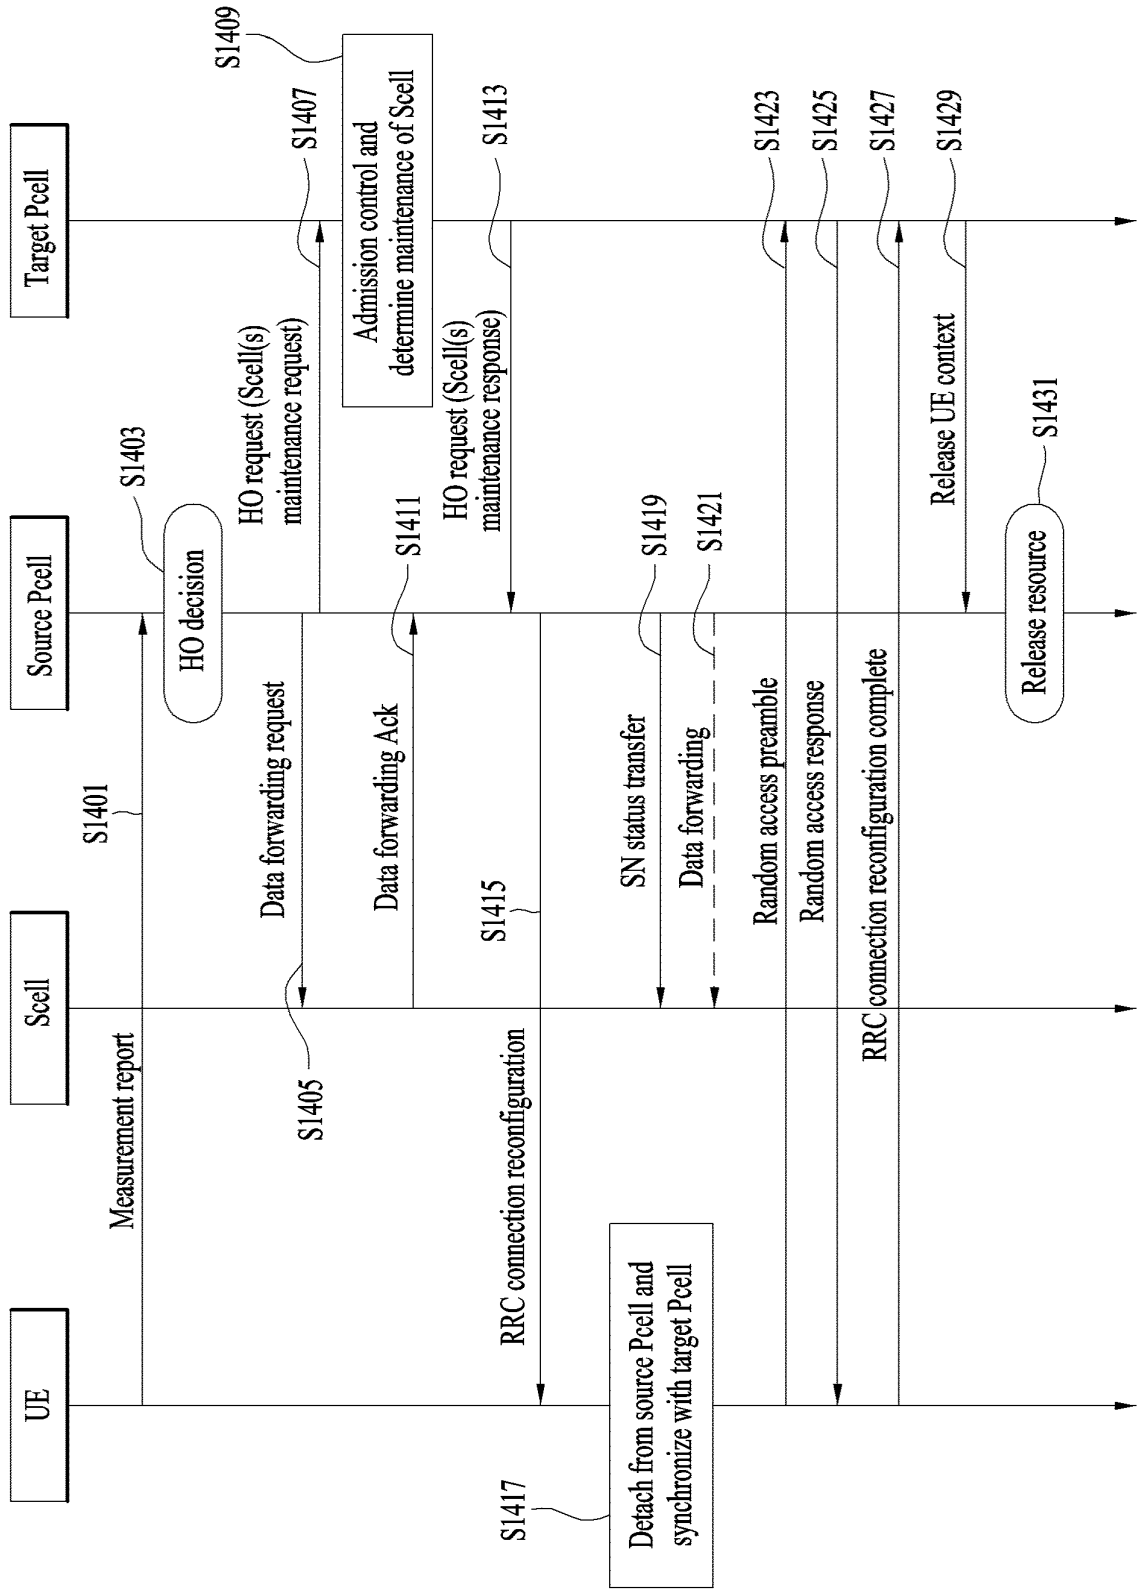 UE
Scell
Source Pcell
Target Pcell
Measurement report
S1401
HO decision
S1403
Data forwarding request
S1405
HO request (Scell(s)
maintenance request)
S1407
Admission control and
determine maintenance of Scell
S1409
Data forwarding Ack
S1411
HO request (Scell(s)
maintenance response)
S1413
RRC connection reconfiguration
S1415
Detach from source Pcell and
synchronize with target Pcell
S1417
SN status transfer
S1419
Data forwarding
S1421
Random access preamble
S1423
Random access response
S1425
RRC connection reconfiguration complete
S1427
Release UE context
S1429
Release resource
S1431